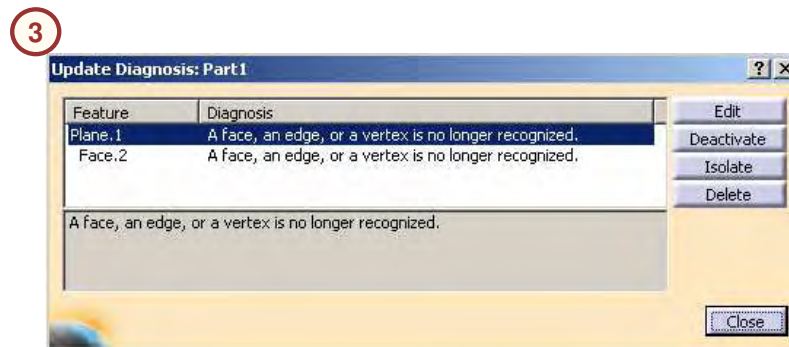 3
Update Diagnosis: Part1
? ×
Feature Diagnosis Edit
Plane.1 A face, an edge, or a vertex is no longer recognized. Deactivate
Face.2 A face, an edge, or a vertex is no longer recognized.
Isolate
Delete
A face, an edge, or a vertex is no longer recognized.
Close